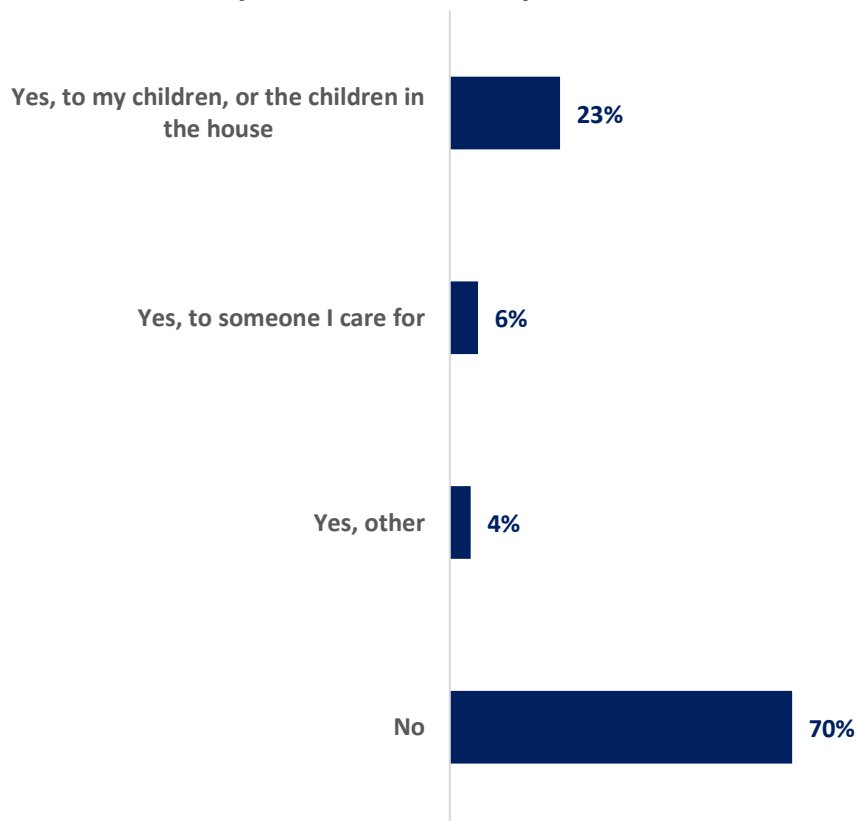 Yes, to my children, or the children in
the house
23%
Yes, to someone I care for
6%
Yes, other
4%
No
70%